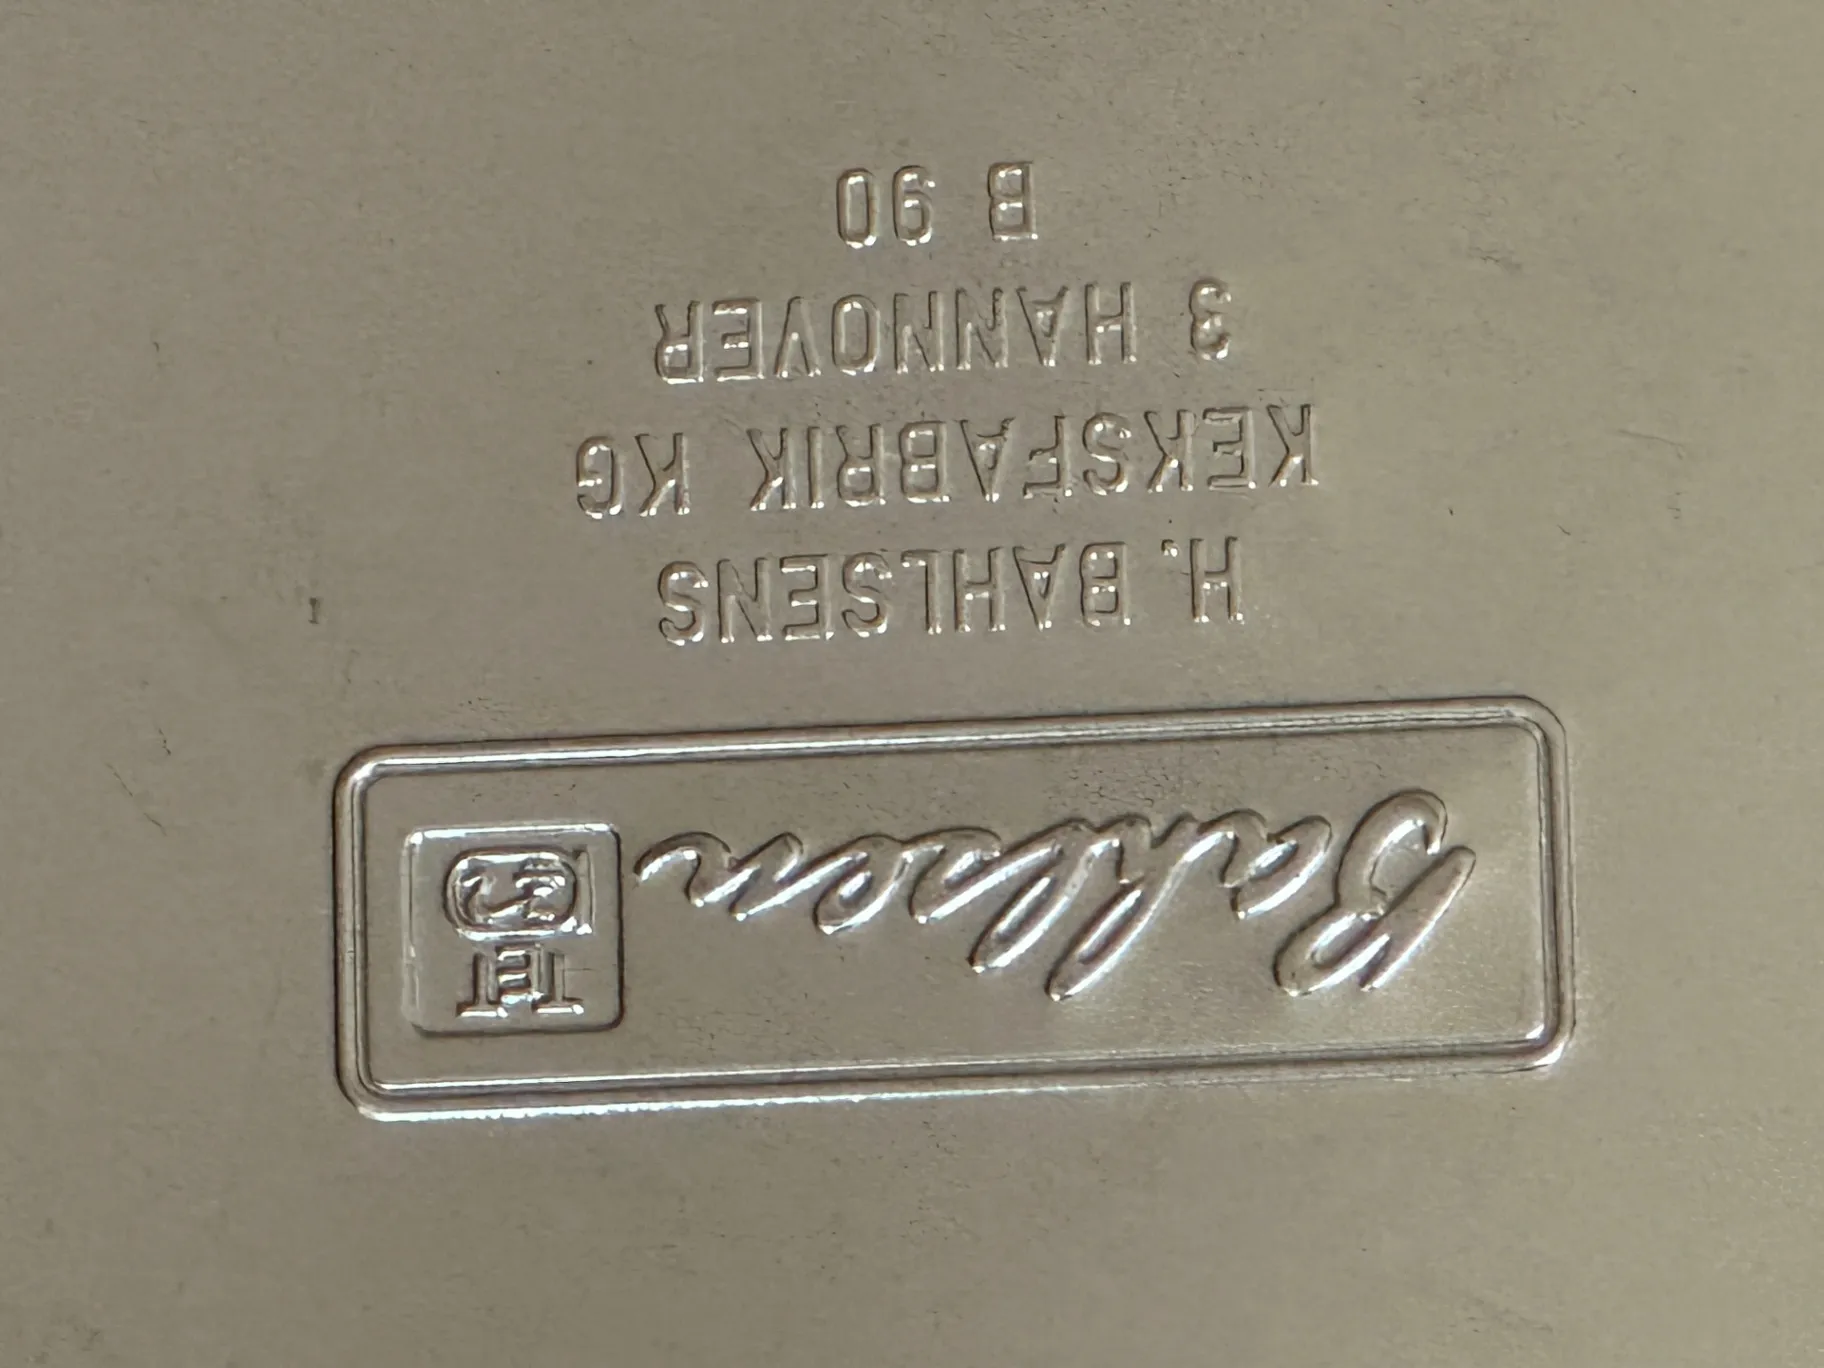 Bahlsen TET
H. BAHLSENS
KEKSFABRIK KG
3 HANNOVER
B 90